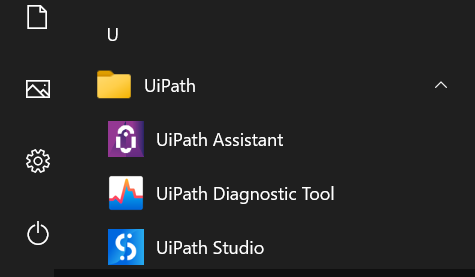 U
UiPath
UiPath Assistant
UiPath Diagnostic Tool
UiPath Studio